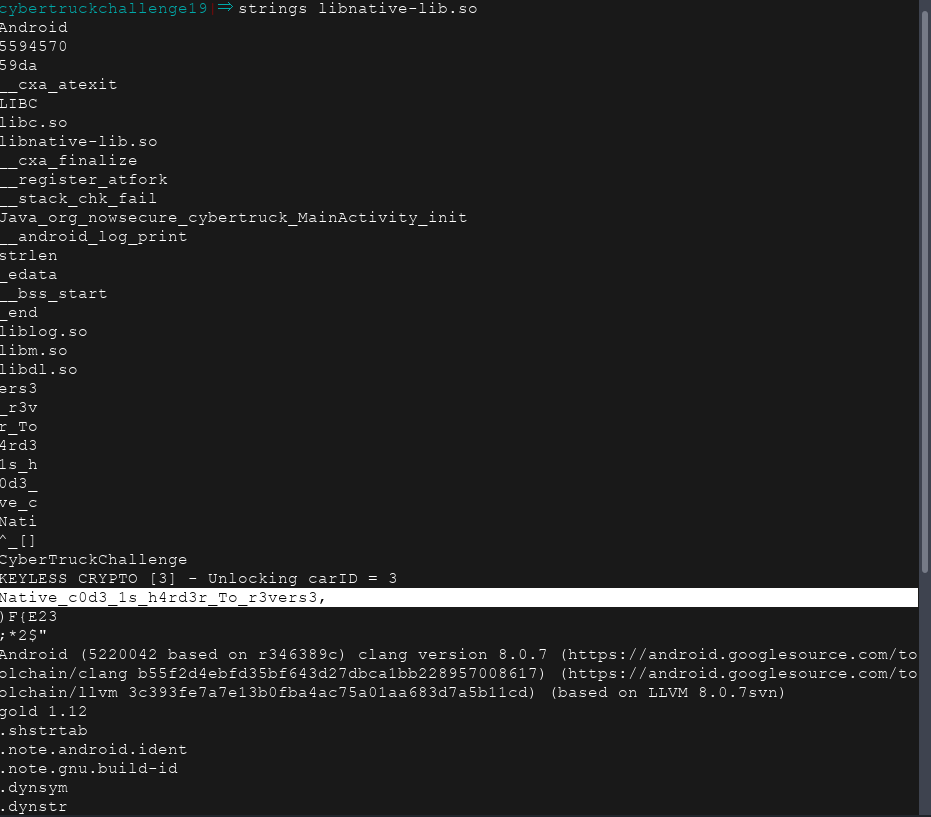 cybertruckchallenge19|⇒ strings libnative-lib.so
Android
5594570
59da
__cxa_atexit
LIBC
libc.so
libnative-lib.so
__cxa_finalize
__register_atfork
__stack_chk_fail
Java_org_nowsecure_cybertruck_MainActivity_init
__android_log_print
strlen
_edata
__bss_start
_end
liblog.so
libm.so
libdl.so
ers3
_r3v
r_To
4rd3
1s_h
0d3_
ve_c
Nati
^_[]
CyberTruckChallenge
KEYLESS CRYPTO [3] - Unlocking carID = 3
Native_c0d3_1s_h4rd3r_To_r3vers3,
)F{E23
;*2$"
Android (5220042 based on r346389c) clang version 8.0.7 (https://android.googlesource.com/to
olchain/clang b55f2d4ebfd35bf643d27dbca1bb228957008617) (https://android.googlesource.com/to
olchain/llvm 3c393fe7a7e13b0fba4ac75a01aa683d7a5b11cd) (based on LLVM 8.0.7svn)
gold 1.12
.shstrtab
.note.android.ident
.note.gnu.build-id
.dynsym
.dynstr